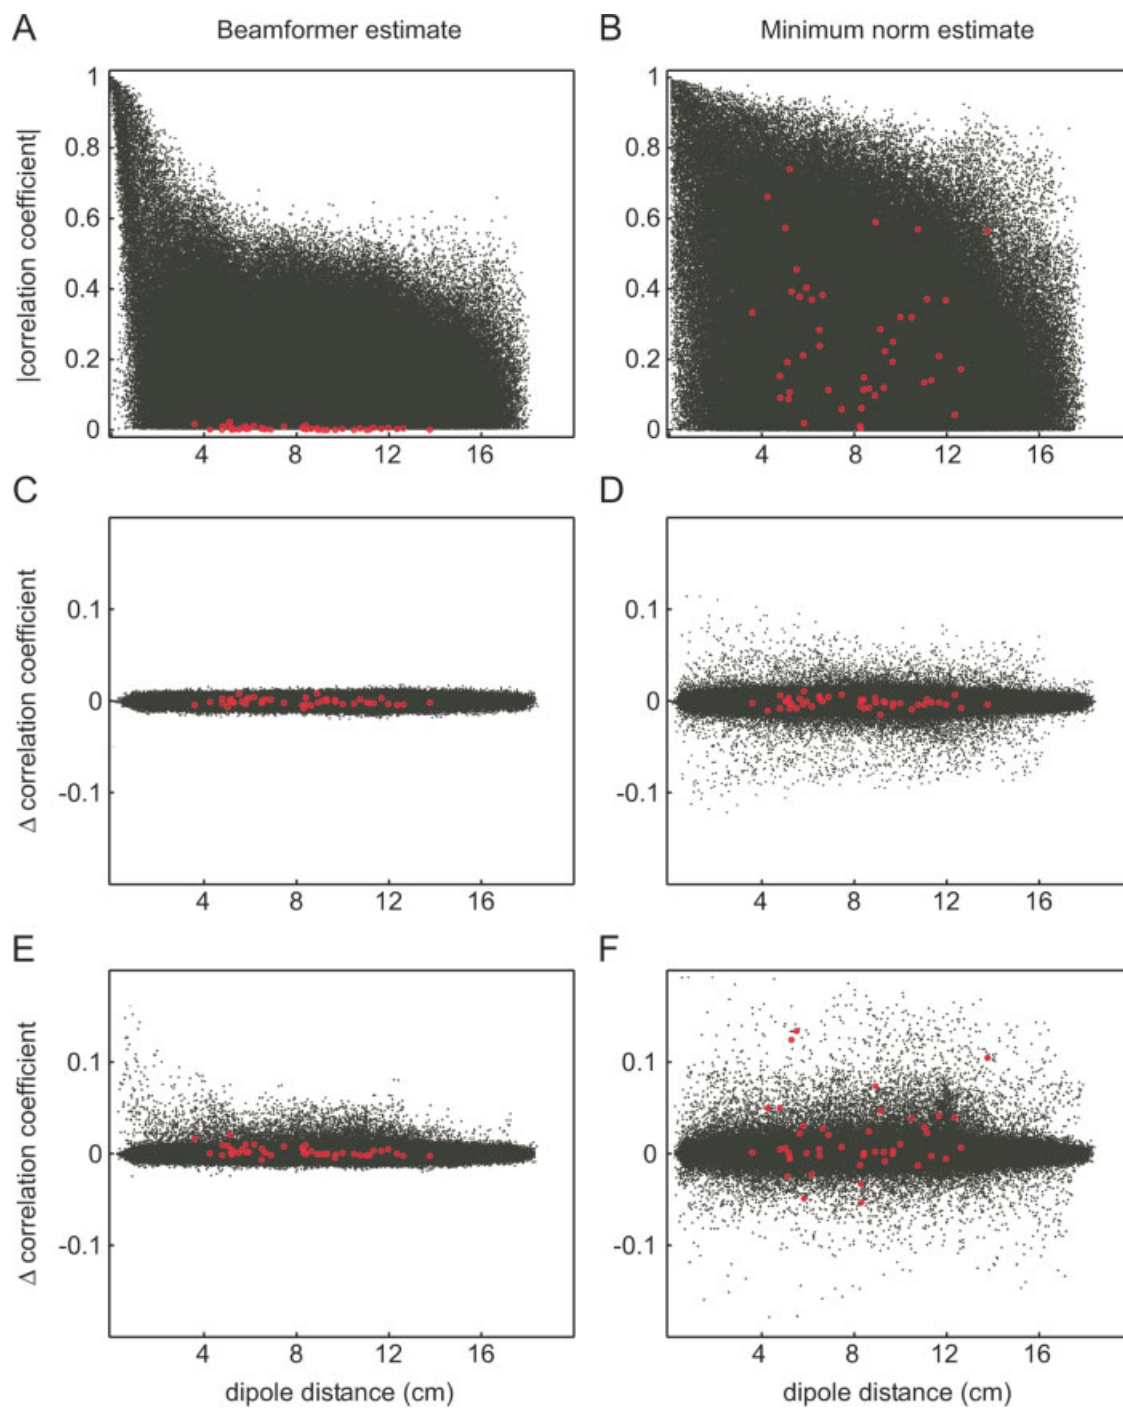 A Beamformer estimate
B Minimum norm estimate
|correlation coefficient|
1
0.8
0.6
0.4
0.2
0
4 8 12 16
1
0.8
0.6
0.4
0.2
0
4 8 12 16
C
Δ correlation coefficient
0.1
0
-0.1
4 8 12 16
D
0.1
0
-0.1
4 8 12 16
E
Δ correlation coefficient
0.1
0
-0.1
4 8 12 16
dipole distance (cm)
F
0.1
0
-0.1
4 8 12 16
dipole distance (cm)